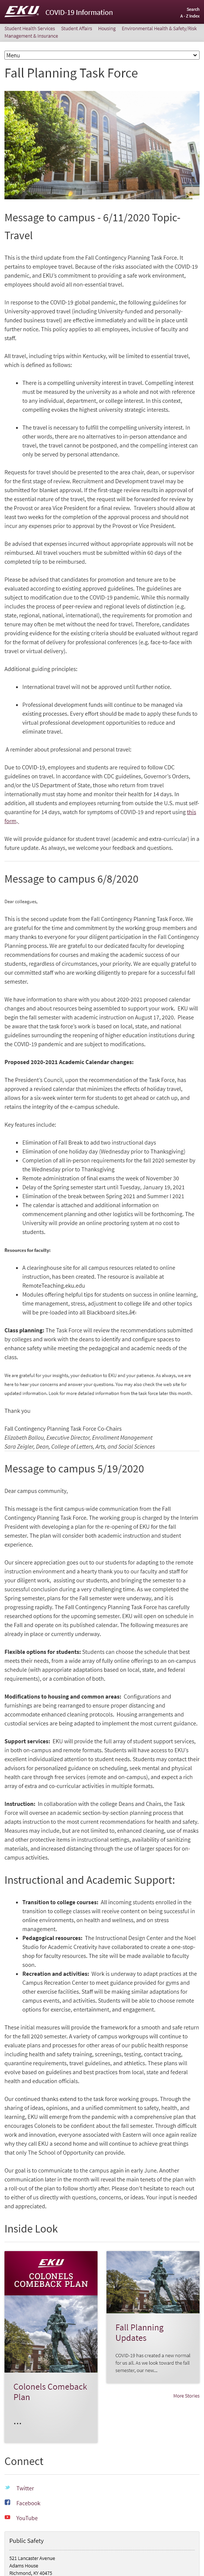 EKU. COVID-19 Information
Search
A - Z Index
Student Health Services Student Affairs Housing Environmental Health & Safety/Risk
Management & Insurance
Menu
Fall Planning Task Force
Message to campus - 6/11/2020 Topic-
Travel
This is the third update from the Fall Contingency Planning Task Force. It
pertains to employee travel. Because of the risks associated with the COVID-19
pandemic, and EKU's commitment to providing a safe work environment,
employees should avoid all non-essential travel.
In response to the COVID-19 global pandemic, the following guidelines for
University-approved travel (including University-funded and personally-
funded business travel) are effective immediately and will be in place until
further notice. This policy applies to all employees, inclusive of faculty and
staff.
All travel, including trips within Kentucky, will be limited to essential travel,
which is defined as follows:
There is a compelling university interest in travel. Compelling interest
must be measured by the university as a whole and not with reference
to any individual, department, or college interest. In this context,
compelling evokes the highest university strategic interests.
The travel is necessary to fulfill the compelling university interest. In
other words, there are no alternatives to in-person attendance and
travel, the travel cannot be postponed, and the compelling interest can
only be served by personal attendance.
Requests for travel should be presented to the area chair, dean, or supervisor
for the first stage of review. Recruitment and Development travel may be
submitted for blanket approval. If the first-stage review results in approval of
the essential nature of the travel, the request will be forwarded for review by
the Provost or area Vice President for a final review. Travelers should allow at
least two weeks for the completion of the approval process and should not
incur any expenses prior to approval by the Provost or Vice President.
Be advised that expenses incurred without appropriate approvals will not be
reimbursed. All travel vouchers must be submitted within 60 days of the
completed trip to be reimbursed.
Please be advised that decisions about promotion and tenure are to be
evaluated according to existing approved guidelines. The guidelines are
subject to modification due to the COVID-19 pandemic. While this normally
includes the process of peer-review and regional levels of distinction (e.g.
state, regional, national, international), the requirements for promotion and
tenure may often be met without the need for travel. Therefore, candidates
providing evidence for the existing criteria should be evaluated without regard
for the format of delivery for professional conferences (e.g. face-to-face with
travel or virtual delivery).
Additional guiding principles:
International travel will not be approved until further notice.
Professional development funds will continue to be managed via
existing processes. Every effort should be made to apply these funds to
virtual professional development opportunities to reduce and
eliminate travel.
A reminder about professional and personal travel:
Due to COVID-19, employees and students are required to follow CDC
guidelines on travel. In accordance with CDC guidelines, Governor's Orders,
and/or the US Department of State, those who return from travel
internationally must stay home and monitor their health for 14 days. In
addition, all students and employees returning from outside the U.S. must self-
quarantine for 14 days, watch for symptoms of COVID-19 and report using this
form.
We will provide guidance for student travel (academic and extra-curricular) in a
future update. As always, we welcome your feedback and questions.
Message to campus 6/8/2020
Dear colleagues,
This is the second update from the Fall Contingency Planning Task Force. We
are grateful for the time and commitment by the working group members and
many thanks to everyone for your diligent participation in the Fall Contingency
Planning process. We are grateful to our dedicated faculty for developing
courses for the coming semester and making the academic success of our
students, regardless of circumstances, your priority. We are equally grateful to
our committed staff who are working diligently to prepare for a successful fall
semester.
We have information to share with you about 2020-2021 proposed calendar
changes and about resources being assembled to support your work. EKU will
begin the fall semester with academic instruction on August 17, 2020. Please
be aware that the task force's work is based on local, state, and national
guidelines governing the reopening of higher education institutions
due to the COVID-19 pandemic and are subject to modifications.
Proposed 2020-2021 Academic Calendar changes:
The President's Council, upon the recommendation of the Task Force, has
approved a revised calendar that minimizes the effects of holiday travel,
allows for a six-week winter term for students to get ahead or catch up, and
retains the integrity of the e-campus schedule.
Key features include;
Elimination of Fall Break to add two instructional days
Elimination of one holiday day (Wednesday prior to Thanksgiving)
Completion of all in-person requirements for the fall 2020 semester by
the Wednesday prior to Thanksgiving
Remote administration of final exams the week of November 30
Delay of the Spring semester start until Tuesday, January 19, 2021
Elimination of the break between Spring 2021 and Summer I 2021
The calendar is attached and additional information on
commencement planning and other logistics will be forthcoming. The
University will provide an online proctoring system at no cost to
students.
Resources for faculty:
A clearinghouse site for all campus resources related to online
instruction, has been created. The resource is available at
RemoteTeaching.eku.edu
Modules offering helpful tips for students on success in online learning,
time management, stress, adjustment to college life and other topics
will be pre-loaded into all Blackboard sites.â€‹
Class planning: The Task Force will review the recommendations submitted
by colleges and work with the deans to identify and configure spaces to
enhance safety while meeting the pedagogical and academic needs of the
class.
We are grateful for your insights, your dedication to EKU and your patience. As always, we are
here to hear your concerns and answer your questions. You may also check the web site for
updated information. Look for more detailed information from the task force later this month.
Thank you
Fall Contingency Planning Task Force Co-Chairs
Elizabeth Ballou, Executive Director, Enrollment Management
Sara Zeigler, Dean, College of Letters, Arts, and Social Sciences
Message to campus 5/19/2020
Dear campus community,
This message is the first campus-wide communication from the Fall
Contingency Planning Task Force. The working group is charged by the Interim
President with developing a plan for the re-opening of EKU for the fall
semester. The plan will consider both academic instruction and student
experience.
Our sincere appreciation goes out to our students for adapting to the remote
instruction environment and thank you to our faculty and staff for your
diligent work, assisting our students, and bringing the semester to a
successful conclusion during a very challenging time. As we complete the
Spring semester, plans for the Fall semester were underway, and it is
progressing rapidly. The Fall Contingency Planning Task Force has carefully
prepared for the upcoming semester. EKU will open on schedule in
the Fall and operate on its published calendar. The following measures are
already in place or currently underway.
Flexible options for students: Students can choose the schedule that best
meets their needs, from a wide array of fully online offerings to an on-campus
schedule (with appropriate adaptations based on local, state, and federal
requirements), or a combination of both.
Modifications to housing and common areas: Configurations and
furnishings are being rearranged to ensure proper distancing and
accommodate enhanced cleaning protocols. Housing arrangements and
custodial services are being adapted to implement the most current guidance.
Support services: EKU will provide the full array of student support services,
in both on-campus and remote formats. Students will have access to EKU's
excellent individualized attention to student needs. Students may contact their
advisors for personalized guidance on scheduling, seek medical and physical
health care through free services (remote and on-campus), and expect a rich
array of extra and co-curricular activities in multiple formats.
Instruction: In collaboration with the college Deans and Chairs, the Task
Force will oversee an academic section-by-section planning process that
adapts instruction to the most current recommendations for health and safety.
Measures may include, but are not limited to, enhanced cleaning, use of masks
and other protective items in instructional settings, availability of sanitizing
materials, and increased distancing through the use of larger spaces for on-
campus activities.
Instructional and Academic Support:
Transition to college courses: All incoming students enrolled in the
transition to college classes will receive content on being successful in
online environments, on health and wellness, and on stress
management.
Pedagogical resources: The Instructional Design Center and the Noel
Studio for Academic Creativity have collaborated to create a one-stop-
shop for faculty resources. The site will be made available to faculty
soon.
Recreation and activities: Work is underway to adapt practices at the
Campus Recreation Center to meet guidance provided for gyms and
other exercise facilities. Staff will be making similar adaptations for
campus events, and activities. Students will be able to choose remote
options for exercise, entertainment, and engagement.
These initial measures will provide the framework for a smooth and safe return
for the fall 2020 semester. A variety of campus workgroups will continue to
evaluate plans and processes for other areas of our public health response
including health and safety training, screenings, testing, contact tracing,
quarantine requirements, travel guidelines, and athletics. These plans will
evolve based on guidelines and best practices from local, state and federal
health and education officials.
Our continued thanks extend to the task force working groups. Through the
sharing of ideas, opinions, and a unified commitment to safety, health, and
learning, EKU will emerge from the pandemic with a comprehensive plan that
encourages Colonels to be confident about the fall semester. Through united,
diligent work, everyone associated with Eastern will again realize
why they call EKU a second home and will continue to achieve great things
that only The School of Opportunity can provide.
Our goal is to communicate to the campus again in early June. Another
communication later in the month will reveal the main tenets of the plan with
a roll-out of the plan to follow shortly after. Please don't hesitate to reach out
to either of us directly with questions, concerns, or ideas. Your input is needed
and appreciated.
Inside Look
EKU
COLONELS
COMEBACK PLAN
Colonels Comeback
Plan
...
Fall Planning
Updates
COVID-19 has created a new normal
for us all. As we look toward the fall
semester, our new...
More Stories
Connect
Twitter
Facebook
YouTube
Public Safety
521 Lancaster Avenue
Adams House
Richmond, KY 40475